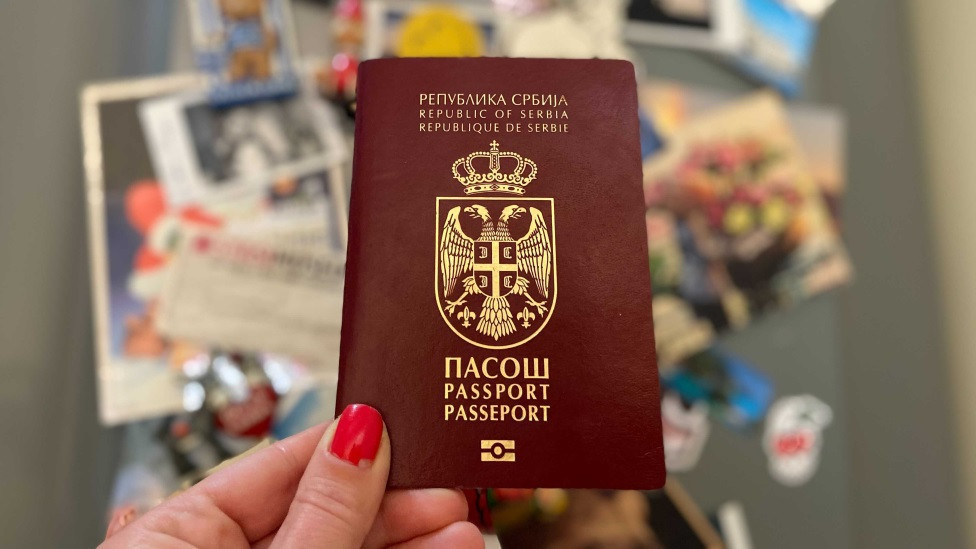 РЕПУБЛИКА СРБИЈА
REPUBLIC OF SERBIA
REPUBLIQUE DE SERBIE
ПАСОШ
PASSPORT
PASSEPORT